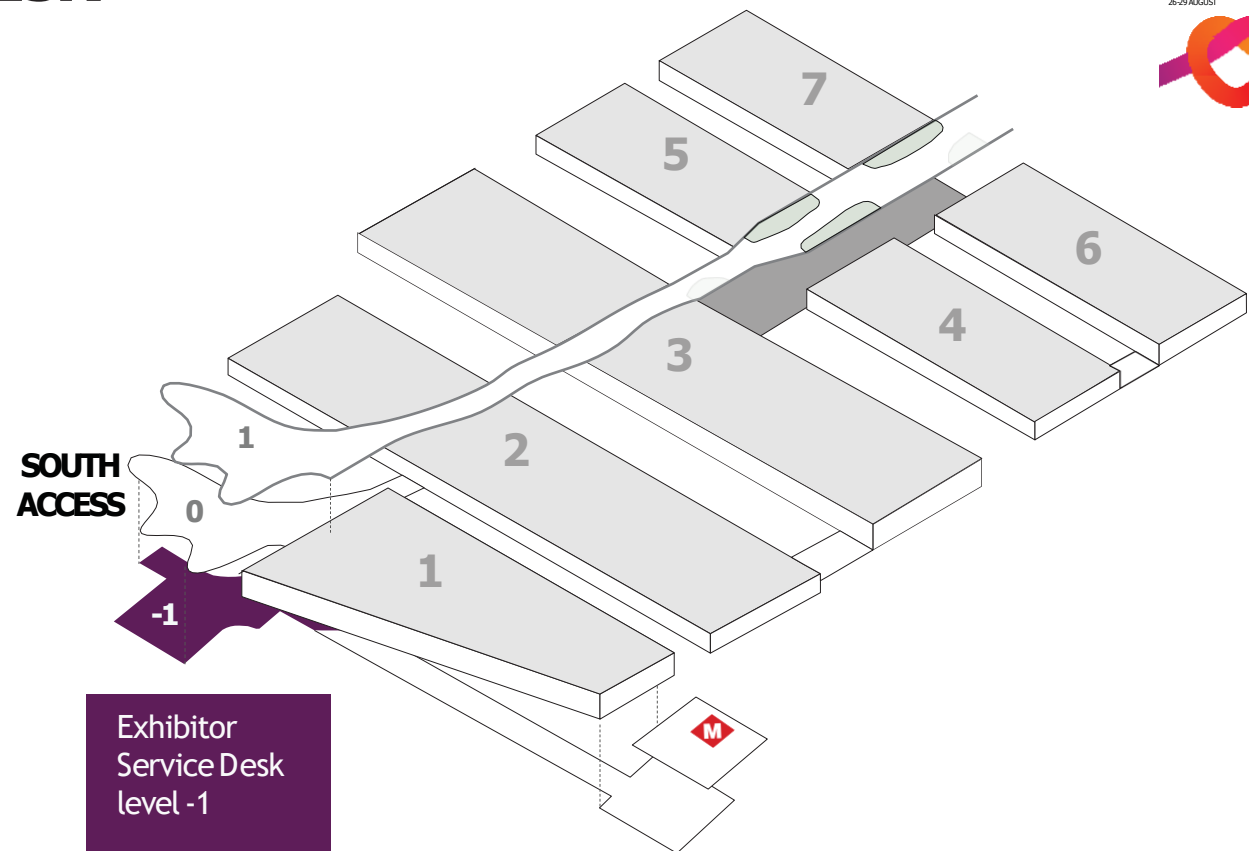 26-29 AUGUST
7
5
6
4
3
1
2
SOUTH
ACCESS
0
1
-1
M
Exhibitor
Service Desk
level -1